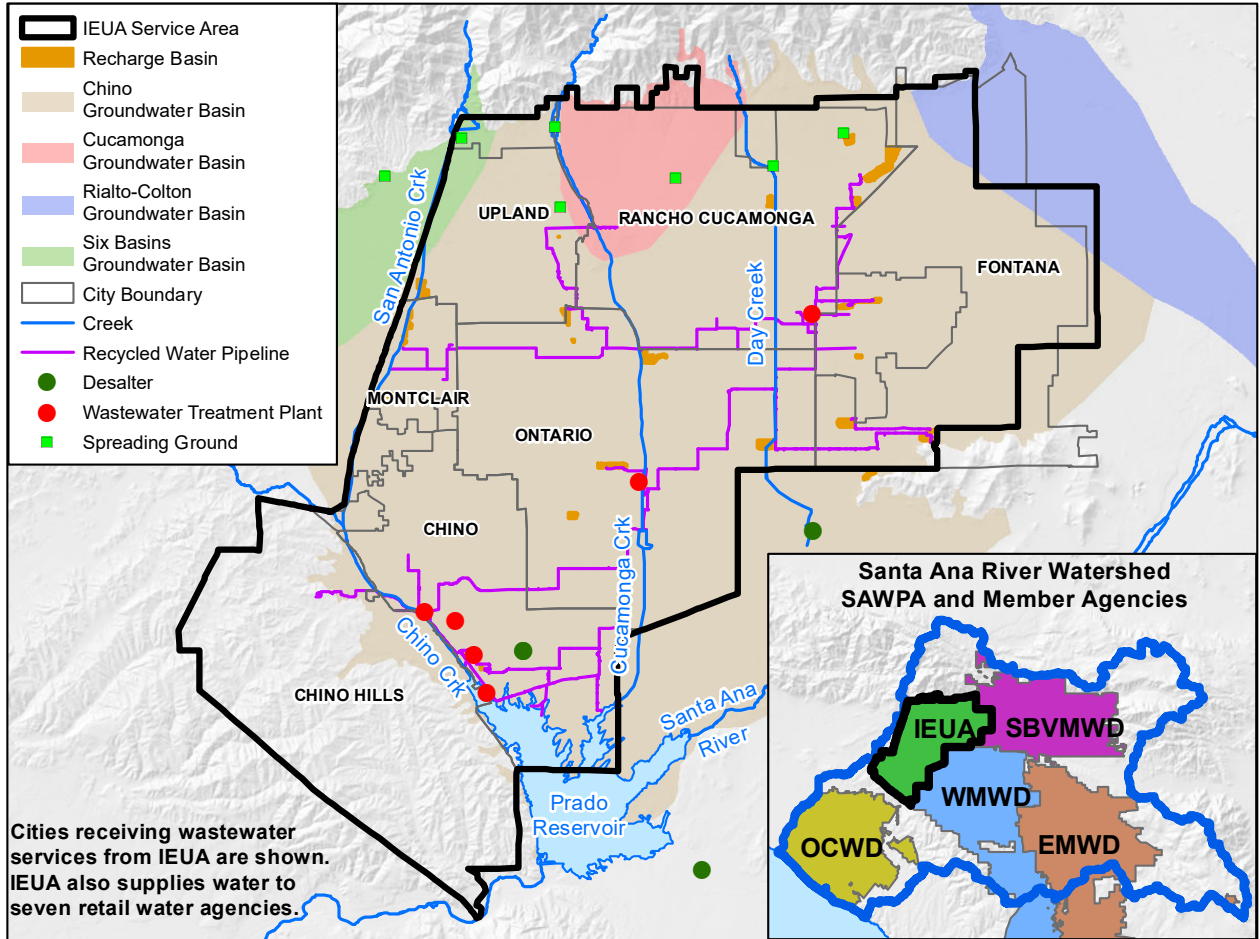 IEUA Service Area
Recharge Basin
Chino
Groundwater Basin
Cucamonga
Groundwater Basin
Rialto-Colton
Groundwater Basin
Six Basins
Groundwater Basin
City Boundary
Creek
Recycled Water Pipeline
Desalter
Wastewater Treatment Plant
Spreading Ground
San Antonio Crk
UPLAND
RANCHO CUCAMONGA
FONTANA
Day Creek
MONTCLAIR
ONTARIO
CHINO
Cucamonga Crk
Chino Crk
CHINO HILLS
Santa Ana
River
Prado
Reservoir
Cities receiving wastewater
services from IEUA are shown.
IEUA also supplies water to
seven retail water agencies.
Santa Ana River Watershed
SAWPA and Member Agencies
IEUA
SBVMWD
WMWD
OCWD
EMWD